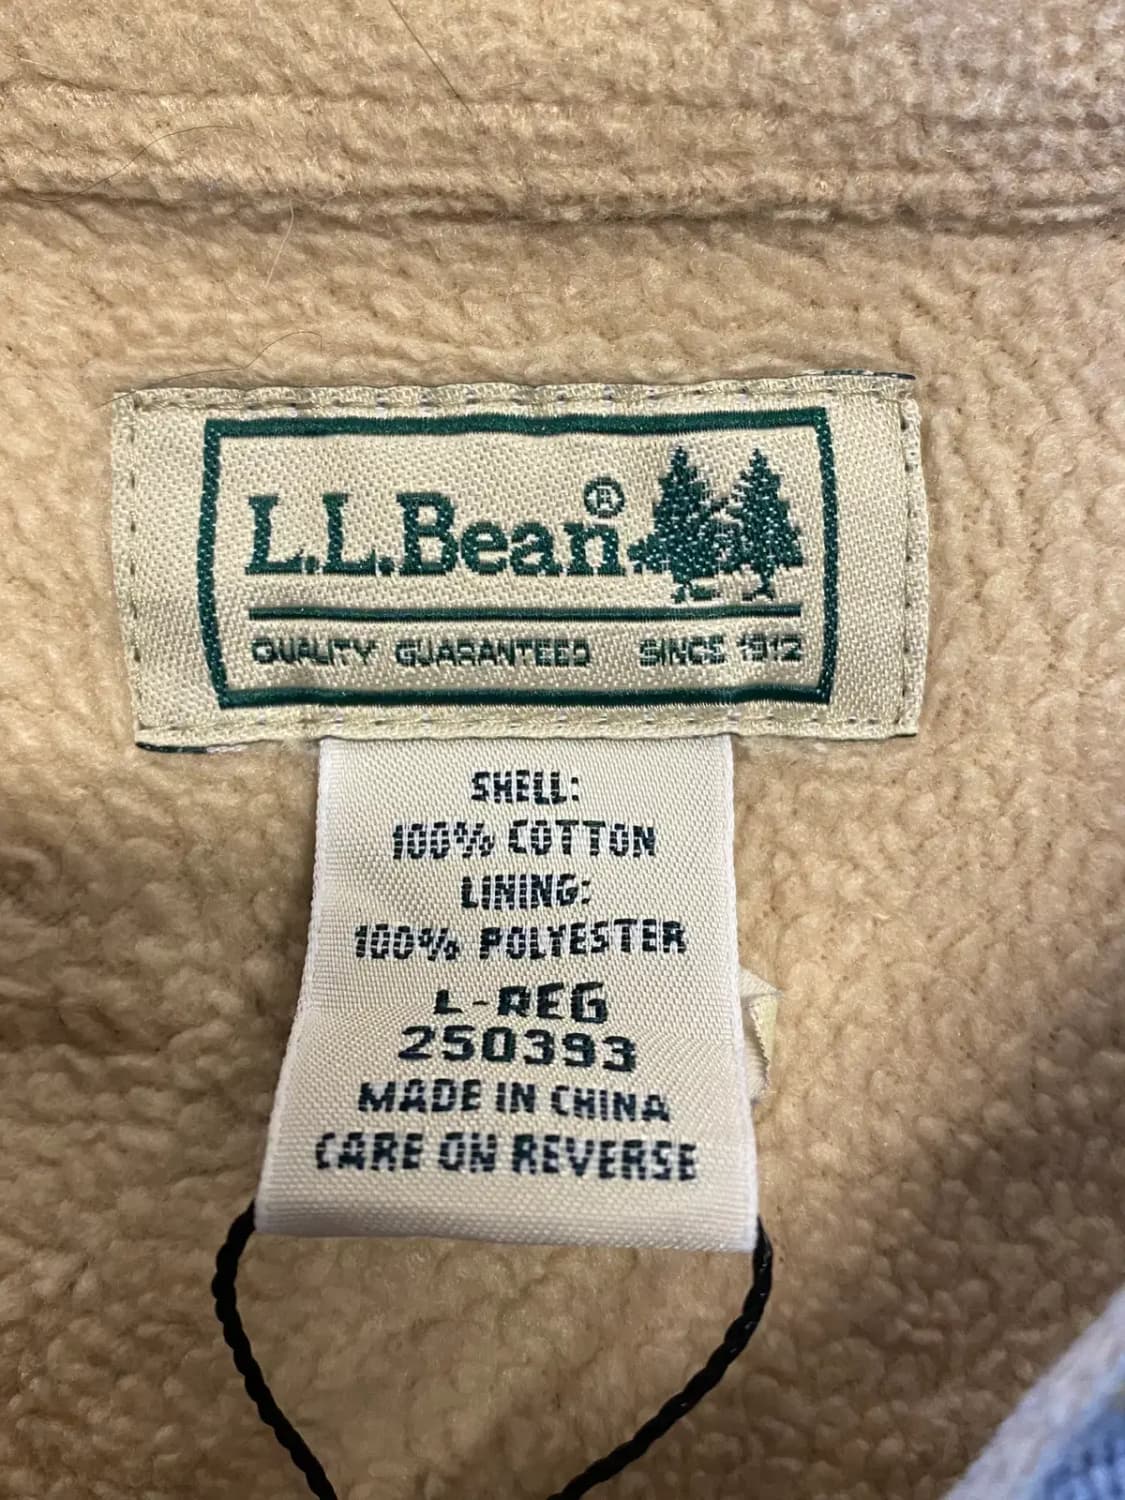 L.L.Bean®
QUALITY GUARANTEED SINCE 1912
SHELL:
100% COTTON
LINING:
100% POLYESTER
L-REG
250393
MADE IN CHINA
CARE ON REVERSE